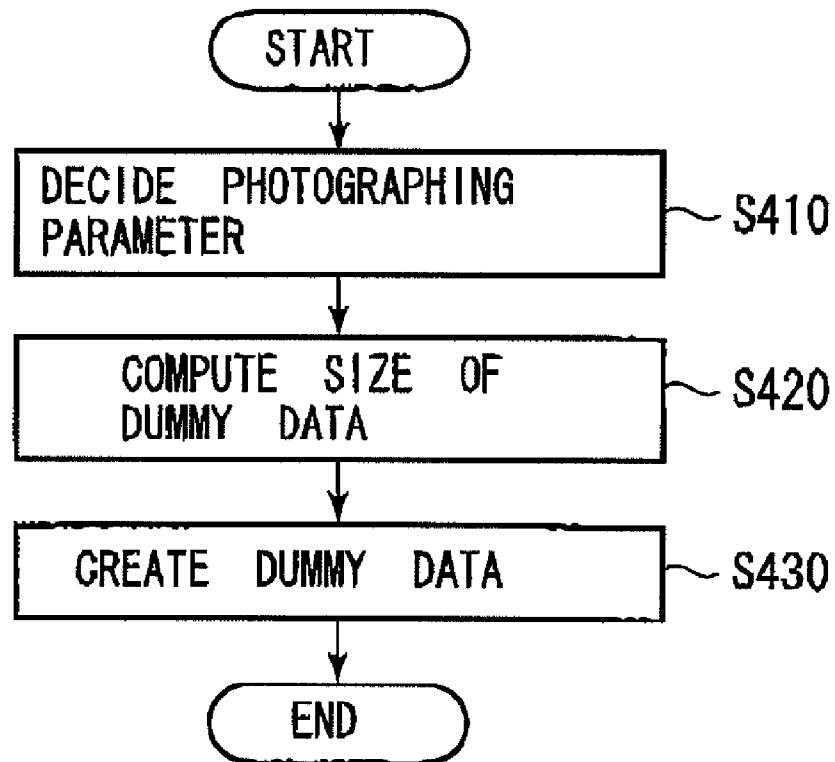 START
DECIDE PHOTOGRAPHING
PARAMETER
S410
COMPUTE SIZE OF
DUMMY DATA
S420
CREATE DUMMY DATA
S430
END